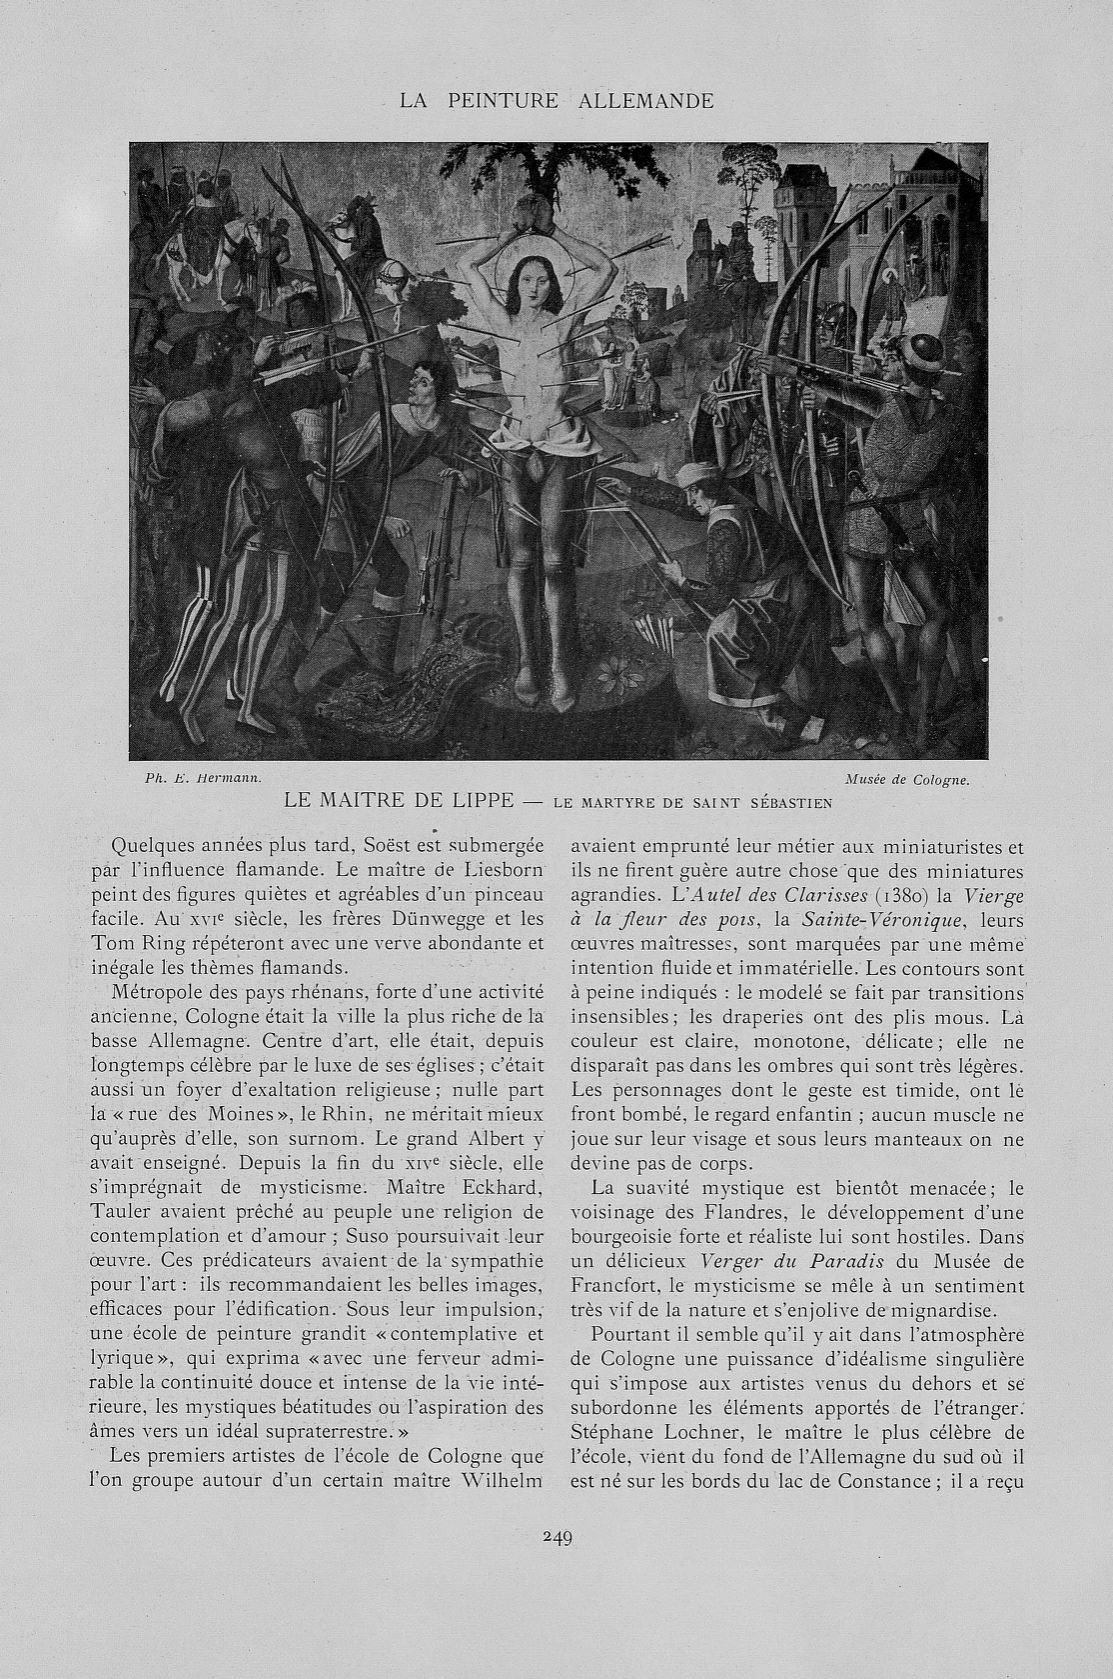 LA PEINTURE ALLEMANDE
Ph. E. Hermann.
Musée de Cologne.
LE MAITRE DE LIPPE — LE MARTYRE DE SAINT SÉBASTIEN
Quelques années plus tard, Soëst est submergée
par l'influence flamande. Le maître de Liesborn
peint des figures quiètes et agréables d'un pinceau
facile. Au XVIe siècle, les frères Dünwegge et les
Tom Ring répéteront avec une verve abondante et
inégale les thèmes flamands.
Métropole des pays rhénans, forte d'une activité
ancienne, Cologne était la ville la plus riche de la
basse Allemagne. Centre d'art, elle était, depuis
longtemps célèbre par le luxe de ses églises ; c'était
aussi un foyer d'exaltation religieuse ; nulle part
la « rue des Moines », le Rhin, ne méritait mieux
qu'auprès d'elle, son surnom. Le grand Albert y
avait enseigné. Depuis la fin du XIVe siècle, elle
s'imprégnait de mysticisme. Maître Eckhard,
Tauler avaient prêché au peuple une religion de
contemplation et d'amour ; Suso poursuivait leur
œuvre. Ces prédicateurs avaient de la sympathie
pour l'art : ils recommandaient les belles images,
efficaces pour l'édification. Sous leur impulsion,
une école de peinture grandit « contemplative et
lyrique », qui exprima « avec une ferveur admi-
rable la continuité douce et intense de la vie inté-
rieure, les mystiques béatitudes ou l'aspiration des
âmes vers un idéal supraterrestre. »
Les premiers artistes de l'école de Cologne que
l'on groupe autour d'un certain maître Wilhelm
avaient emprunté leur métier aux miniaturistes et
ils ne firent guère autre chose que des miniatures
agrandies. L'Autel des Clarisses (1380) la Vierge
à la fleur des pois, la Sainte-Véronique, leurs
œuvres maîtresses, sont marquées par une même
intention fluide et immatérielle. Les contours sont
à peine indiqués : le modelé se fait par transitions
insensibles ; les draperies ont des plis mous. La
couleur est claire, monotone, délicate ; elle ne
disparaît pas dans les ombres qui sont très légères.
Les personnages dont le geste est timide, ont le
front bombé, le regard enfantin ; aucun muscle ne
joue sur leur visage et sous leurs manteaux on ne
devine pas de corps.
La suavité mystique est bientôt menacée ; le
voisinage des Flandres, le développement d'une
bourgeoisie forte et réaliste lui sont hostiles. Dans
un délicieux Verger du Paradis du Musée de
Francfort, le mysticisme se mêle à un sentiment
très vif de la nature et s'enjolive de mignardise.
Pourtant il semble qu'il y ait dans l'atmosphère
de Cologne une puissance d'idéalisme singulière
qui s'impose aux artistes venus du dehors et se
subordonne les éléments apportés de l'étranger.
Stéphane Lochner, le maître le plus célèbre de
l'école, vient du fond de l'Allemagne du sud où il
est né sur les bords du lac de Constance ; il a reçu
249